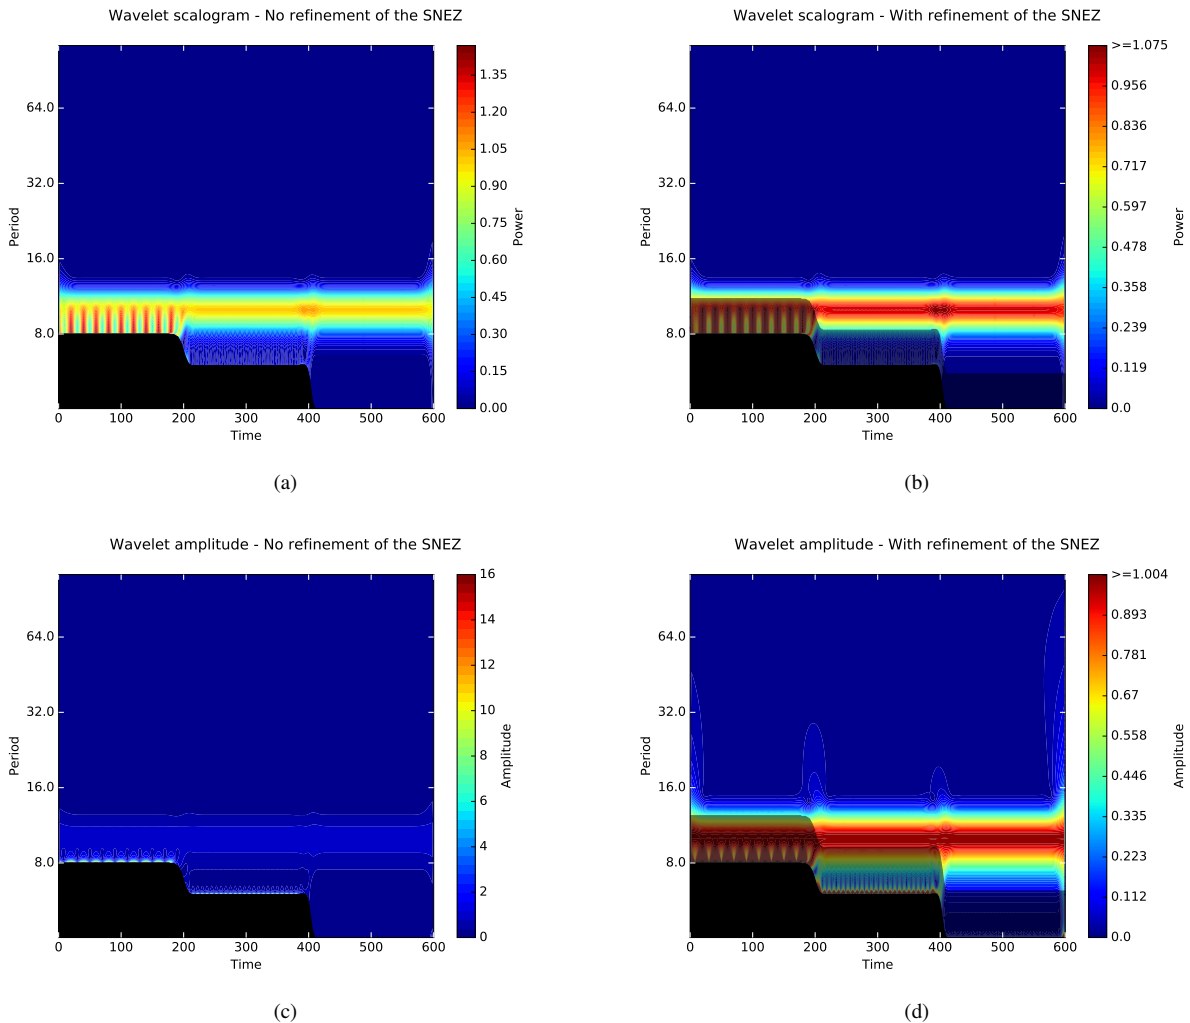 Wavelet scalogram - No refinement of the SNEZ
Period
64.0
32.0
16.0
8.0
0 100 200 300 400 500 600
Time
1.35
1.20
1.05
0.90
0.75
0.60
0.45
0.30
0.15
0.00
Power
(a)
Wavelet scalogram - With refinement of the SNEZ
Period
64.0
32.0
16.0
8.0
0 100 200 300 400 500 600
Time
>=1.075
0.956
0.836
0.717
0.597
0.478
0.358
0.239
0.119
0.0
Power
(b)
Wavelet amplitude - No refinement of the SNEZ
Period
64.0
32.0
16.0
8.0
0 100 200 300 400 500 600
Time
16
14
12
10
8
6
4
2
0
Amplitude
(c)
Wavelet amplitude - With refinement of the SNEZ
Period
64.0
32.0
16.0
8.0
0 100 200 300 400 500 600
Time
>=1.004
0.893
0.781
0.67
0.558
0.446
0.335
0.223
0.112
0.0
Amplitude
(d)